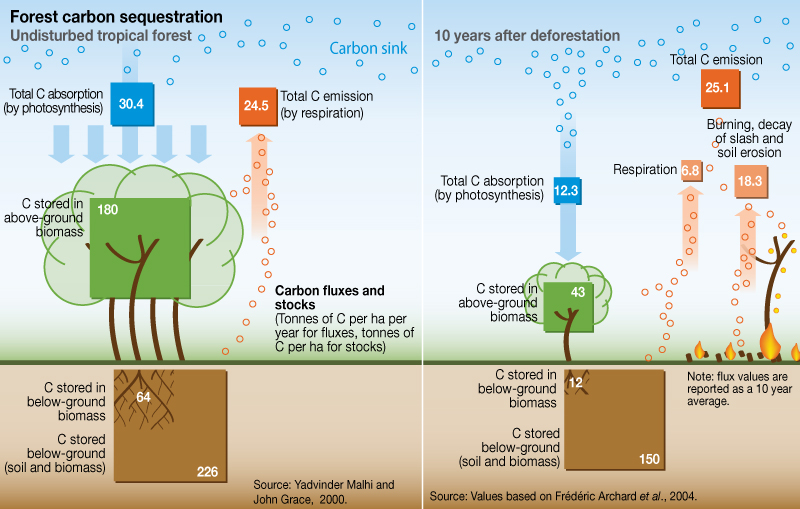 Forest carbon sequestration
Undisturbed tropical forest
Carbon sink
Total C absorption
(by photosynthesis)
30.4
24.5
Total C emission
(by respiration)
C stored in
above-ground
biomass
180
Carbon fluxes and
stocks
(Tonnes of C per ha per
year for fluxes, tonnes of
C per ha for stocks)
C stored in
below-ground
biomass
64
C stored
below-ground
(soil and biomass)
226
Source: Yadvinder Malhi and
John Grace, 2000.
10 years after deforestation
Total C emission
25.1
Burning, decay
of slash and
soil erosion
Respiration
6.8
18.3
Total C absorption
(by photosynthesis)
12.3
C stored in
above-ground
biomass
43
C stored in
below-ground
biomass
12
Note: flux values are
reported as a 10 year
average.
C stored
below-ground
(soil and biomass)
150
Source: Values based on Frédéric Archard et al., 2004.